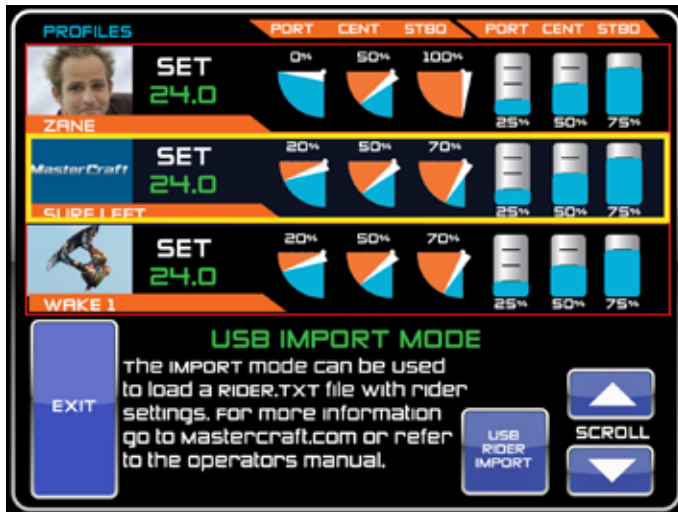 PROFILES PORT CENT STBD PORT CENT STBD
SET 0% 50% 100%
24.0
ZANE 25% 50% 75%
MasterCraft SET 20% 50% 70%
24.0
SURF LEFT 25% 50% 75%
SET 20% 50% 70%
24.0
WAKE 1 25% 50% 75%
USB IMPORT MODE
The IMPORT mode can be used
to load a RIDER.TXT file with rider
settings. For more information
go to Mastercraft.com or refer
to the operators manual.
EXIT
USB
RIDER
IMPORT
SCROLL